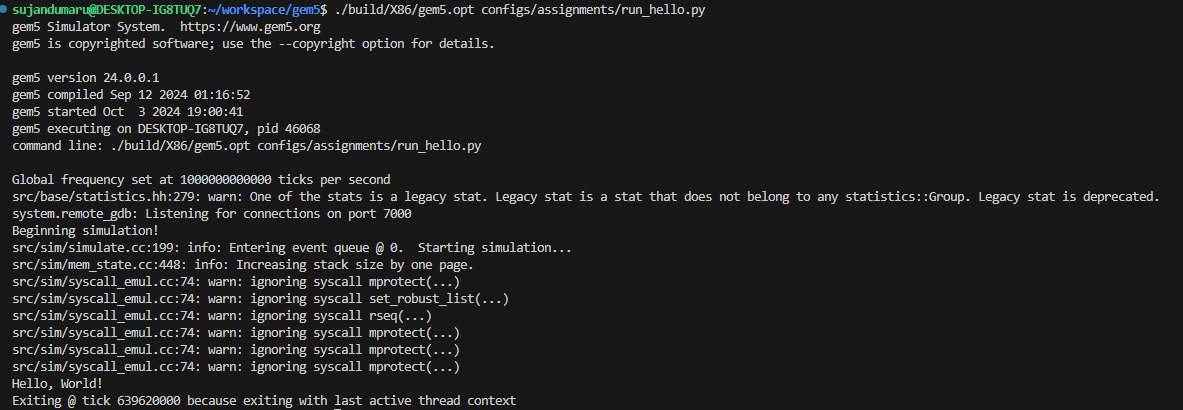 sujandumaru@DESKTOP-IG8TUQ7:~/workspace/gem5$ ./build/X86/gem5.opt configs/assignments/run_hello.py
gem5 Simulator System.  https://www.gem5.org
gem5 is copyrighted software; use the --copyright option for details.

gem5 version 24.0.0.1
gem5 compiled Sep 12 2024 01:16:52
gem5 started Oct  3 2024 19:00:41
gem5 executing on DESKTOP-IG8TUQ7, pid 46068
command line: ./build/X86/gem5.opt configs/assignments/run_hello.py

Global frequency set at 1000000000000 ticks per second
src/base/statistics.hh:279: warn: One of the stats is a legacy stat. Legacy stat is a stat that does not belong to any statistics::Group. Legacy stat is deprecated.
system.remote_gdb: Listening for connections on port 7000
Beginning simulation!
src/sim/simulate.cc:199: info: Entering event queue @ 0.  Starting simulation...
src/sim/mem_state.cc:448: info: Increasing stack size by one page.
src/sim/syscall_emul.cc:74: warn: ignoring syscall mprotect(...)
src/sim/syscall_emul.cc:74: warn: ignoring syscall set_robust_list(...)
src/sim/syscall_emul.cc:74: warn: ignoring syscall rseq(...)
src/sim/syscall_emul.cc:74: warn: ignoring syscall mprotect(...)
src/sim/syscall_emul.cc:74: warn: ignoring syscall mprotect(...)
src/sim/syscall_emul.cc:74: warn: ignoring syscall mprotect(...)
Hello, World!
Exiting @ tick 639620000 because exiting with last active thread context